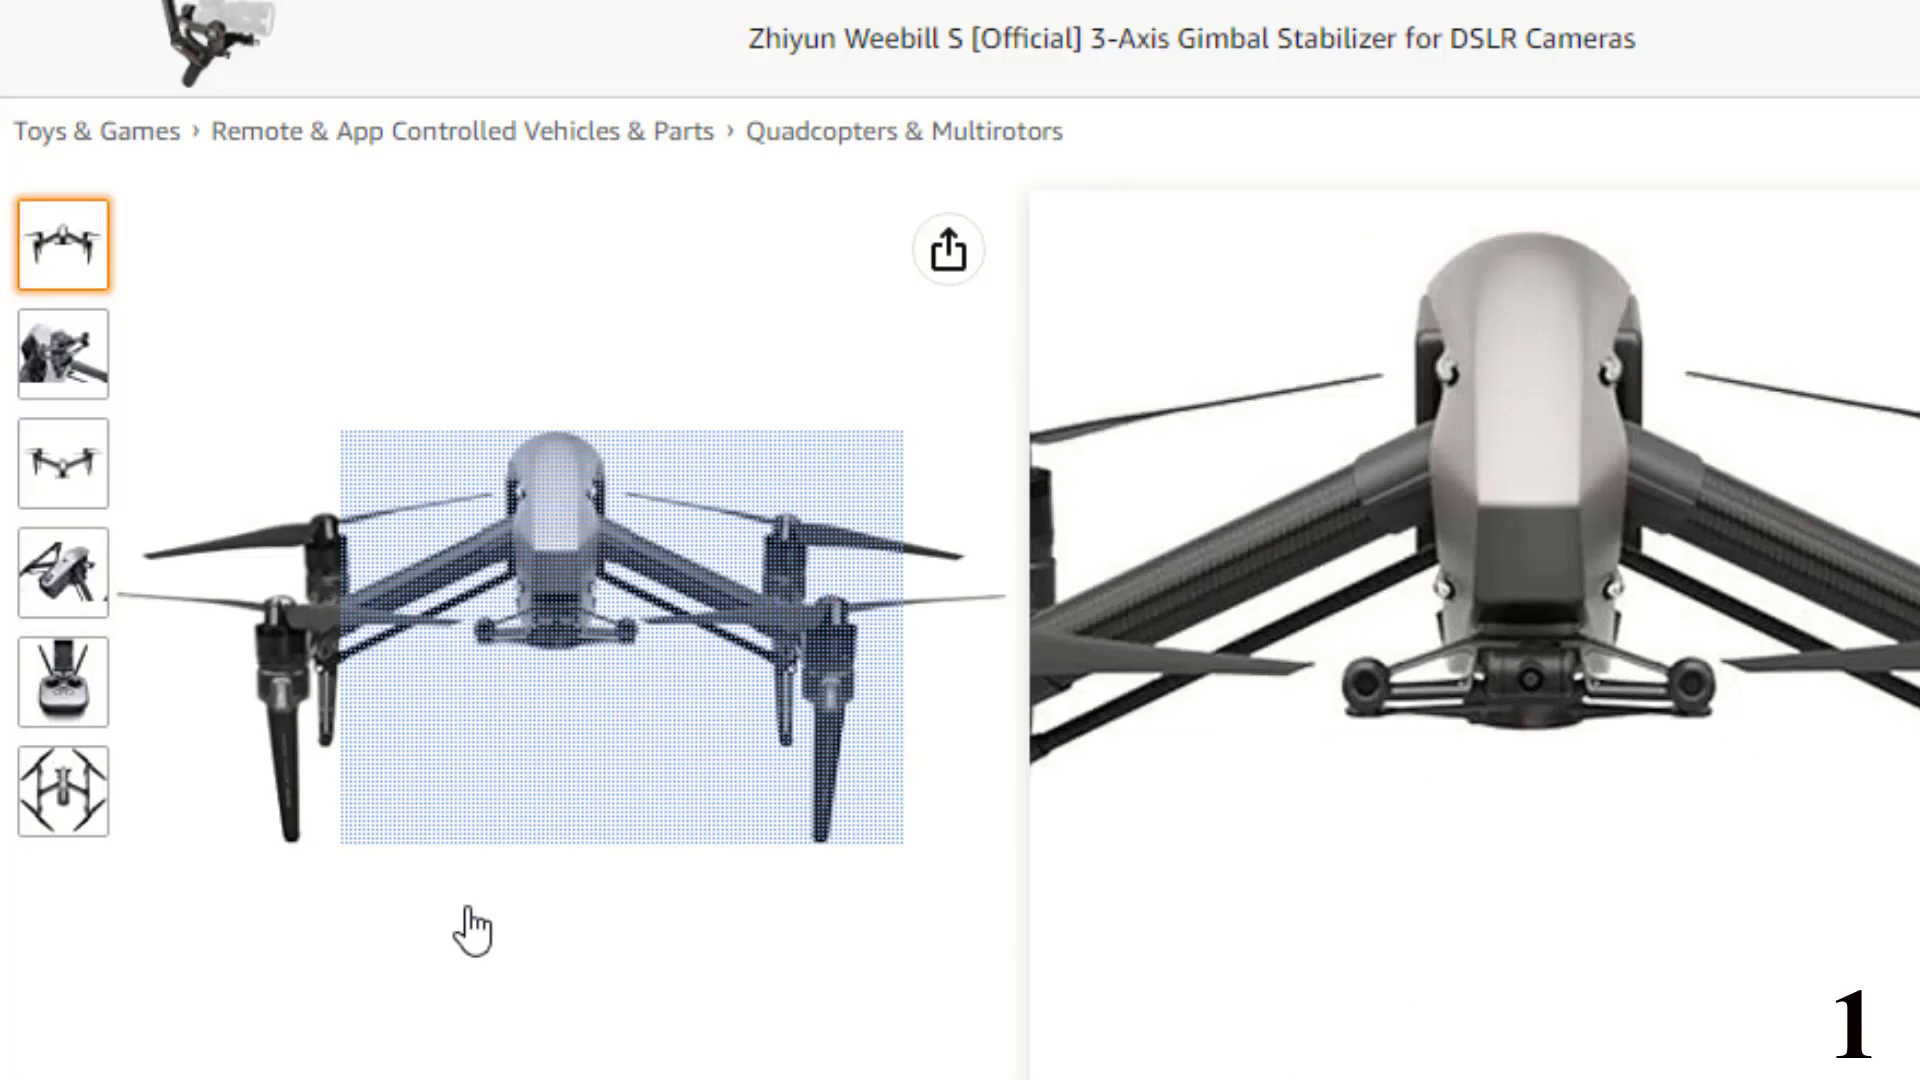 Zhiyun Weebill S [Official] 3-Axis Gimbal Stabilizer for DSLR Cameras
Toys & Games › Remote & App Controlled Vehicles & Parts › Quadcopters & Multirotors
1